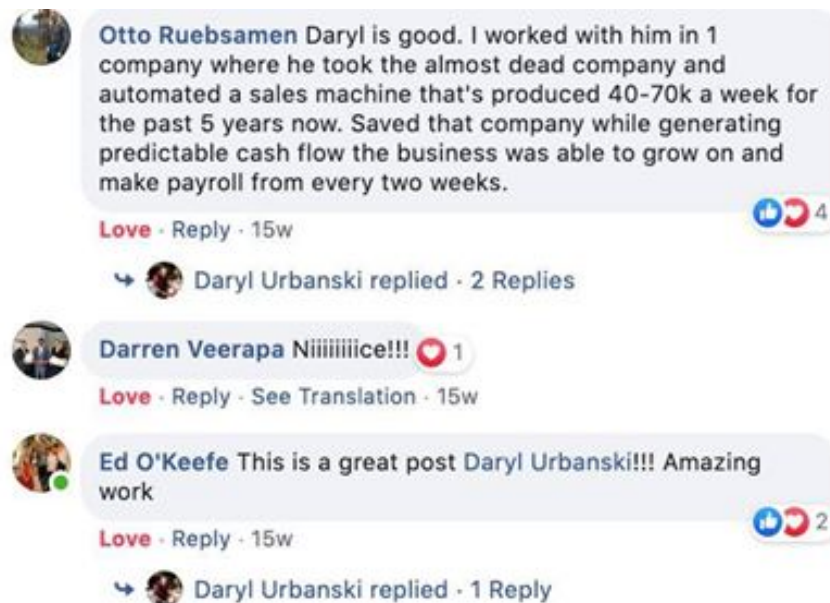 Otto Ruebsamen Daryl is good. I worked with him in 1
company where he took the almost dead company and
automated a sales machine that's produced 40-70k a week for
the past 5 years now. Saved that company while generating
predictable cash flow the business was able to grow on and
make payroll from every two weeks.
4
Love · Reply · 15w
Daryl Urbanski replied · 2 Replies
Darren Veerapa Niiiiiiiiice!!! 1
Love · Reply · See Translation · 15w
Ed O'Keefe This is a great post Daryl Urbanski!!! Amazing
work
2
Love · Reply · 15w
Daryl Urbanski replied · 1 Reply